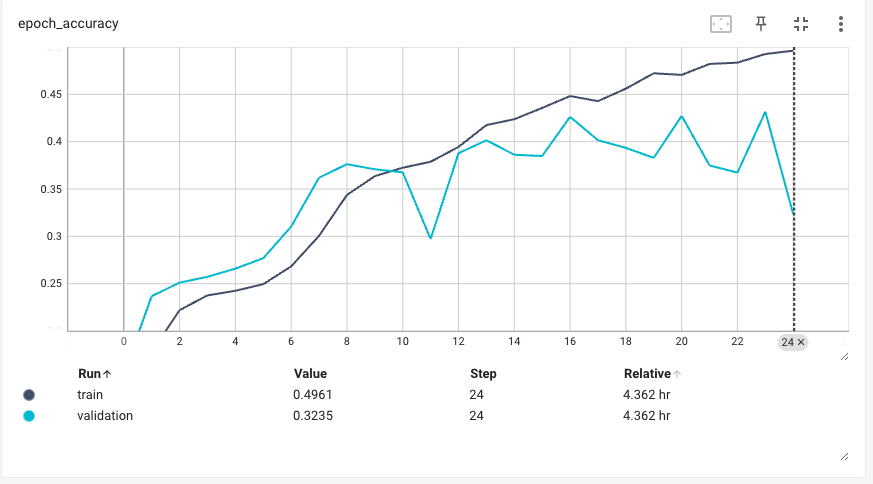 epoch_accuracy
0.45
0.4
0.35
0.3
0.25
0 2 4 6 8 10 12 14 16 18 20 22 24 ✕
Run↑ Value Step Relative↑
train 0.4961 24 4.362 hr
validation 0.3235 24 4.362 hr